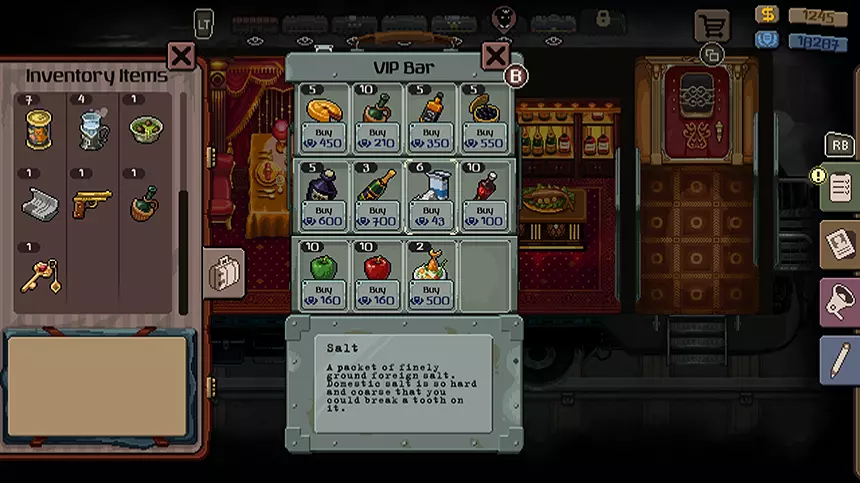 LT
1245
18287
Inventory Items
VIP Bar
B
7
4
1
5
10
5
5
Buy
Buy
Buy
Buy
450
210
350
550
RB
1
1
1
5
3
6
10
Buy
Buy
Buy
Buy
600
700
43
100
1
10
10
2
Buy
Buy
Buy
160
160
500
Salt
A packet of finely
ground foreign salt.
Domestic salt is so hard
and coarse that you
could break a tooth on
it.